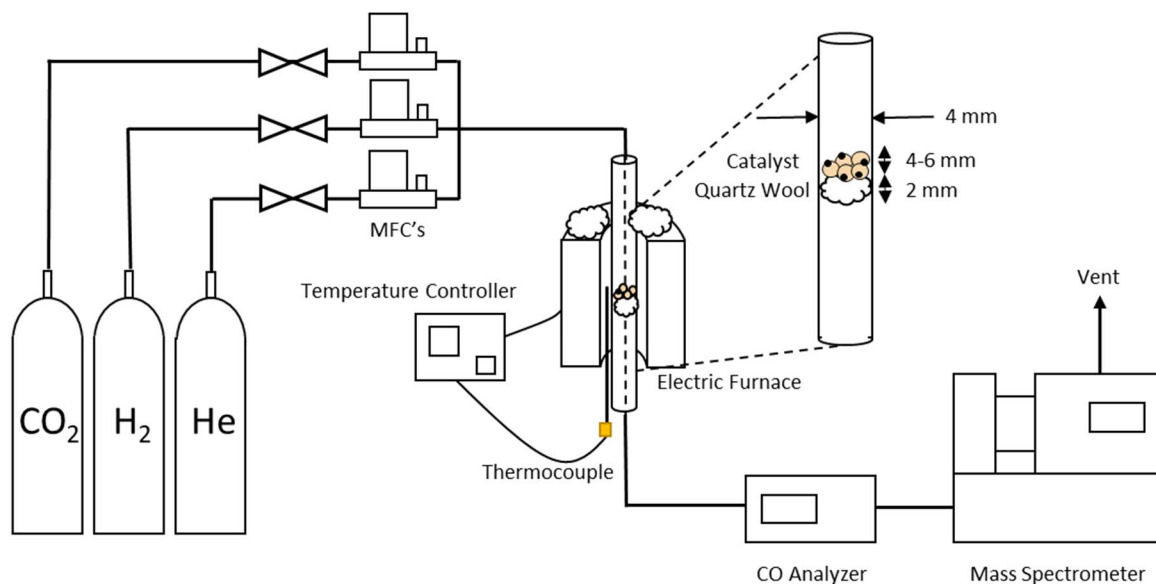 MFC's
4 mm
Catalyst
4-6 mm
Quartz Wool
2 mm
Temperature Controller
Vent
Electric Furnace
CO₂
H₂
He
Thermocouple
CO Analyzer
Mass Spectrometer